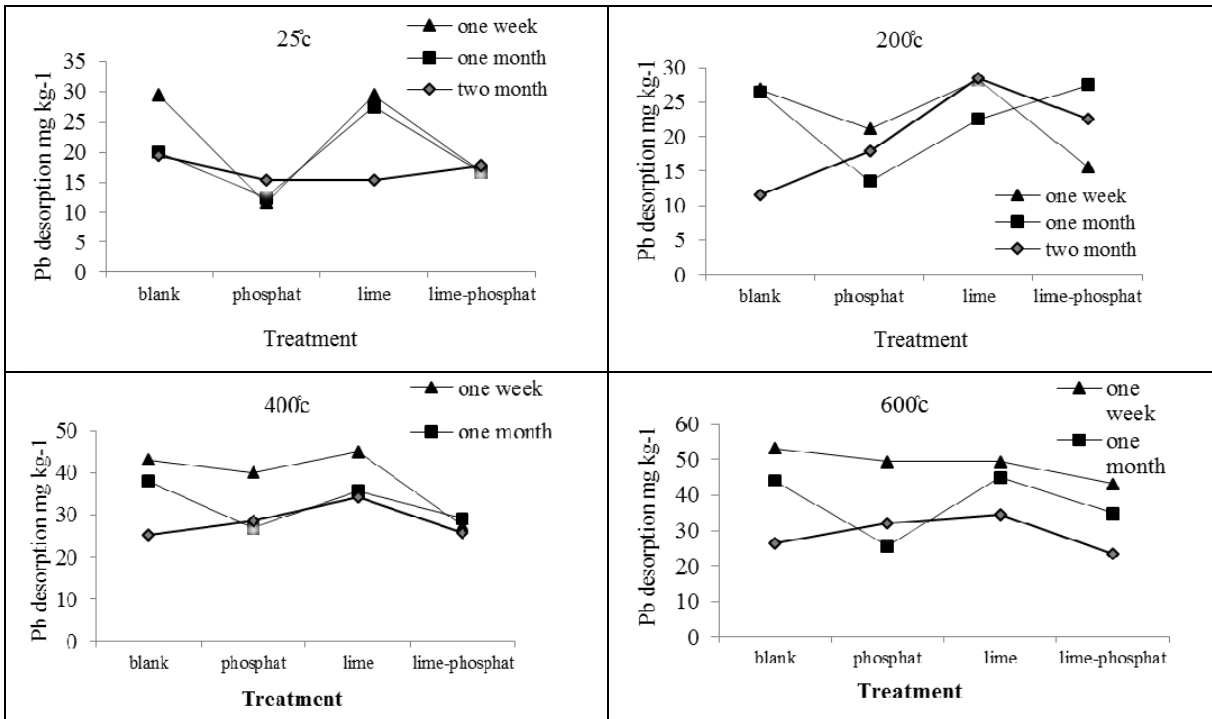 25°c
one week
one month
two month
Pb desorption mg kg-1
35
30
25
20
15
10
5
0
blank phosphat lime lime-phosphat
Treatment
200°c
Pb desorption mg kg-1
30
25
20
15
10
5
0
one week
one month
two month
blank phosphat lime lime-phosphat
Treatment
400°c
one week
one month
Pb desorption mg kg-1
50
40
30
20
10
0
blank phosphat lime lime-phosphat
Treatment
600°c
one
week
one
month
Pb desorption mg kg-1
60
50
40
30
20
10
0
blank phosphat lime lime-phosphat
Treatment